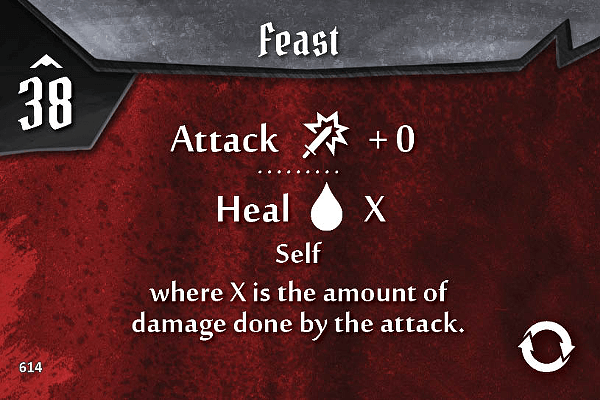 Feast
38
Attack + 0
Heal X
Self
where X is the amount of
damage done by the attack.
614